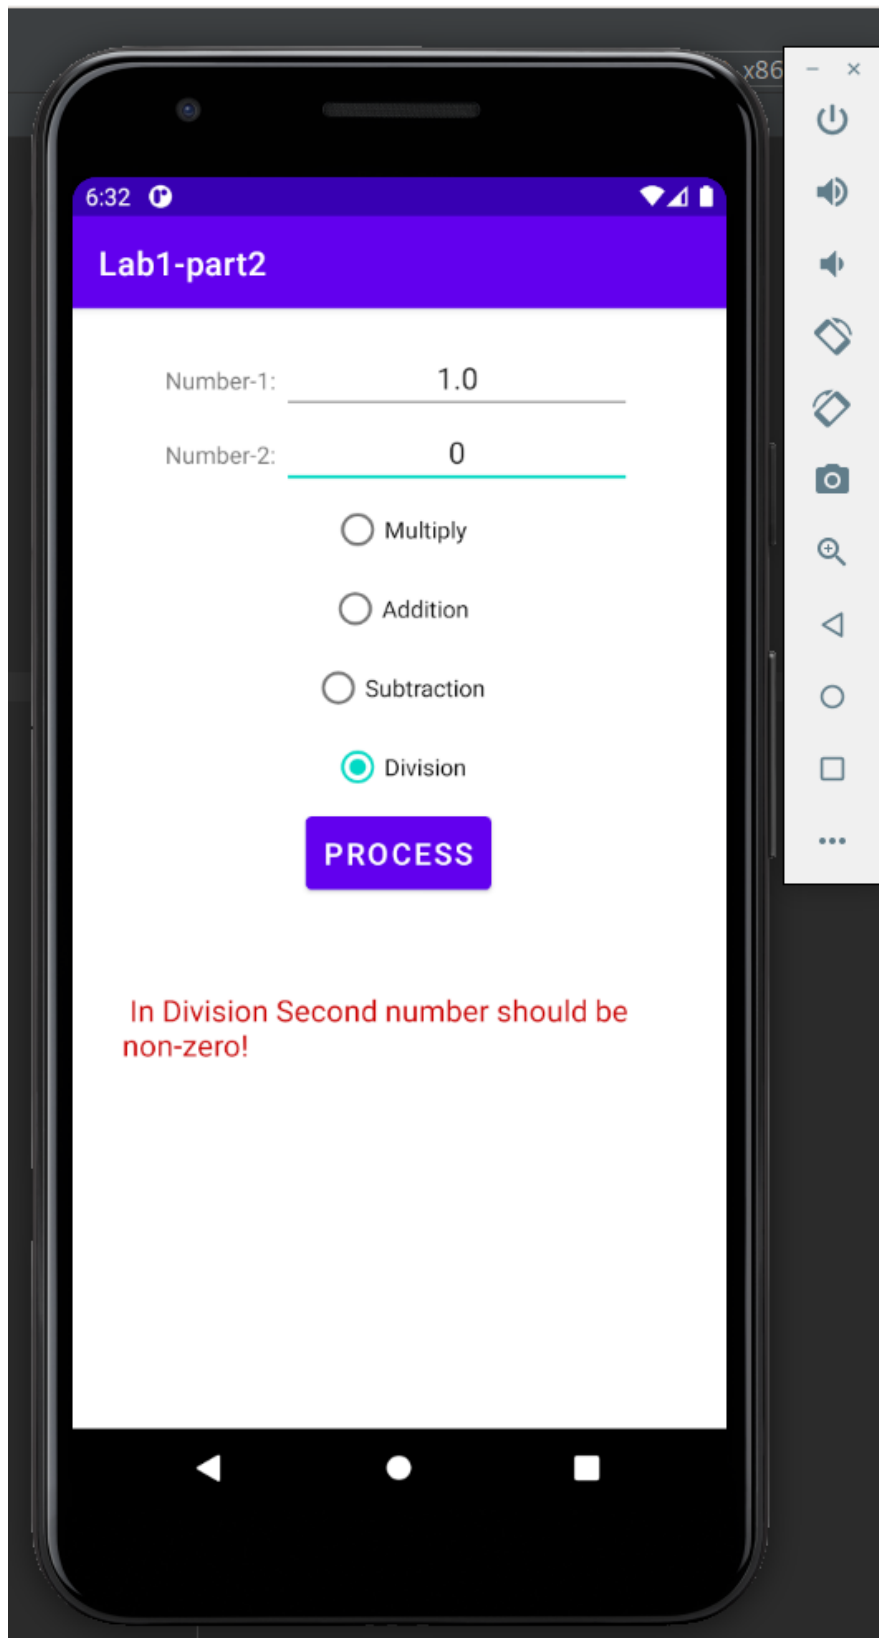 x86
6:32
Lab1-part2
Number-1: 1.0
Number-2: 0
Multiply
Addition
Subtraction
Division
PROCESS
In Division Second number should be
non-zero!